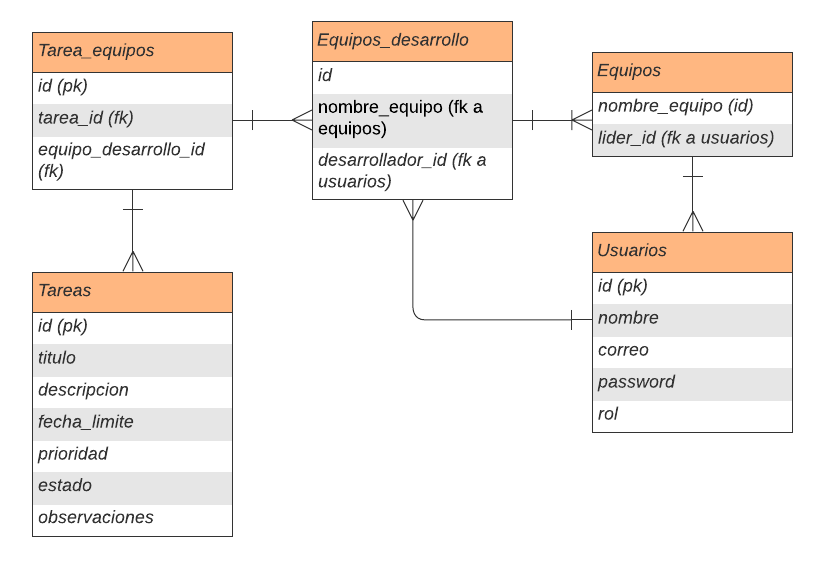 Tarea_equipos
id (pk)
tarea_id (fk)
equipo_desarrollo_id
(fk)
Equipos_desarrollo
id
nombre_equipo (fk a
equipos)
desarrollador_id (fk a
usuarios)
Equipos
nombre_equipo (id)
lider_id (fk a usuarios)
Tareas
id (pk)
titulo
descripcion
fecha_limite
prioridad
estado
observaciones
Usuarios
id (pk)
nombre
correo
password
rol